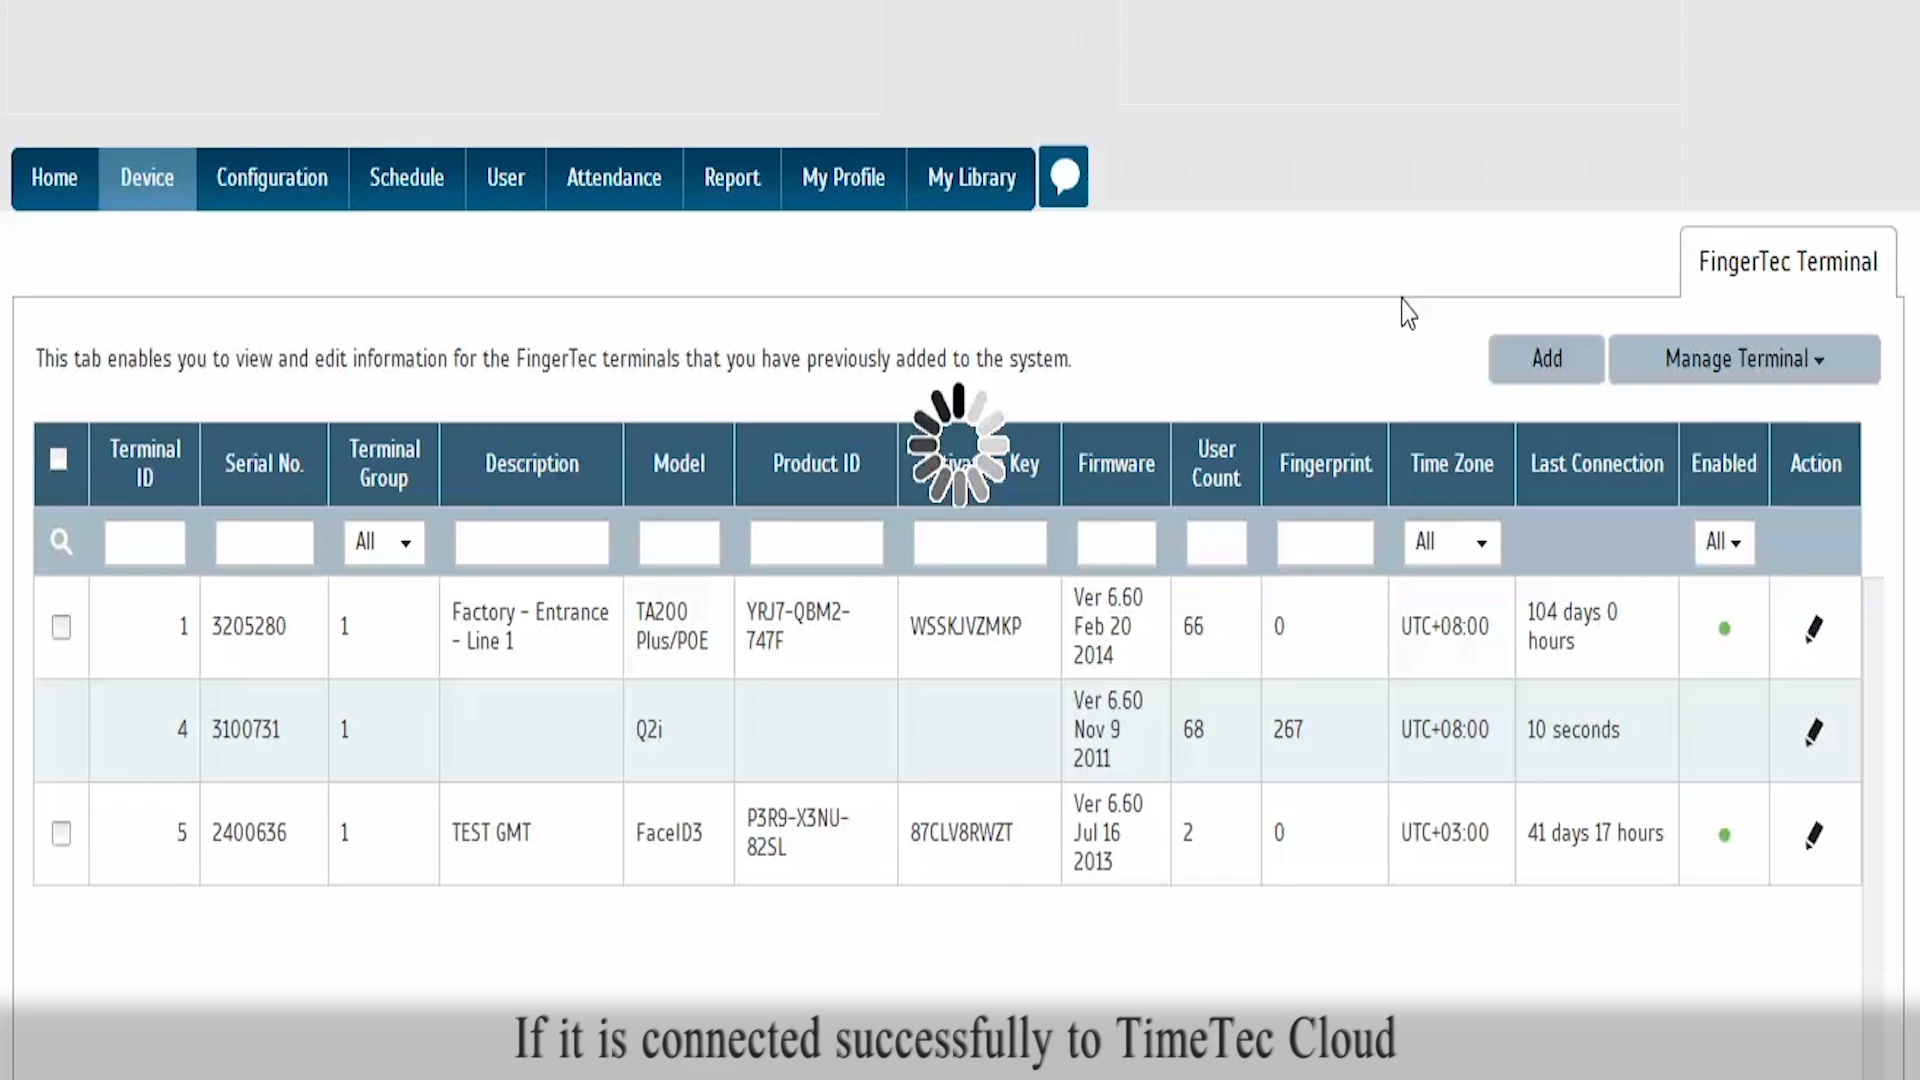 Home Device Configuration Schedule User Attendance Report My Profile My Library
FingerTec Terminal
This tab enables you to view and edit information for the FingerTec terminals that you have previously added to the system.
Add Manage Terminal
Terminal ID Serial No. Terminal Group Description Model Product ID Key Firmware User Count Fingerprint Time Zone Last Connection Enabled Action
All All All
1 3205280 1 Factory - Entrance - Line 1 TA200 Plus/POE YRJ7-QBM2-747F WSSKJVZMKP Ver 6.60 Feb 20 2014 66 0 UTC+08:00 104 days 0 hours
4 3100731 1 Q2i Ver 6.60 Nov 9 2011 68 267 UTC+08:00 10 seconds
5 2400636 1 TEST GMT FaceID3 P3R9-X3NU-82SL 87CLV8RWZT Ver 6.60 Jul 16 2013 2 0 UTC+03:00 41 days 17 hours
If it is connected successfully to TimeTec Cloud